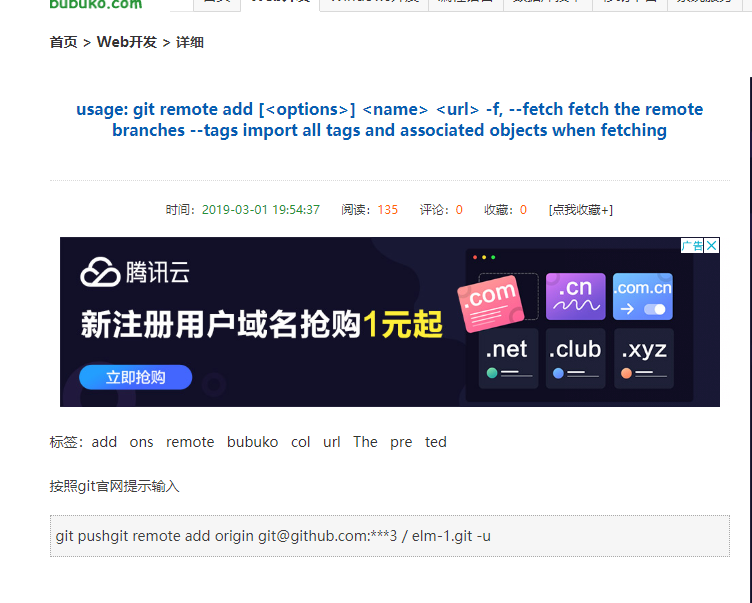 bubuko.com
首页 > Web开发 > 详细
usage: git remote add [<options>] <name> <url> -f, --fetch fetch the remote
branches --tags import all tags and associated objects when fetching
时间：2019-03-01 19:54:37 阅读：135 评论：0 收藏：0 [点我收藏+]
广告
腾讯云
新注册用户域名抢购1元起
立即抢购
.com .cn .com.cn
.net .club .xyz
标签：add ons remote bubuko col url The pre ted
按照git官网提示输入
git pushgit remote add origin git@github.com:***3 / elm-1.git -u